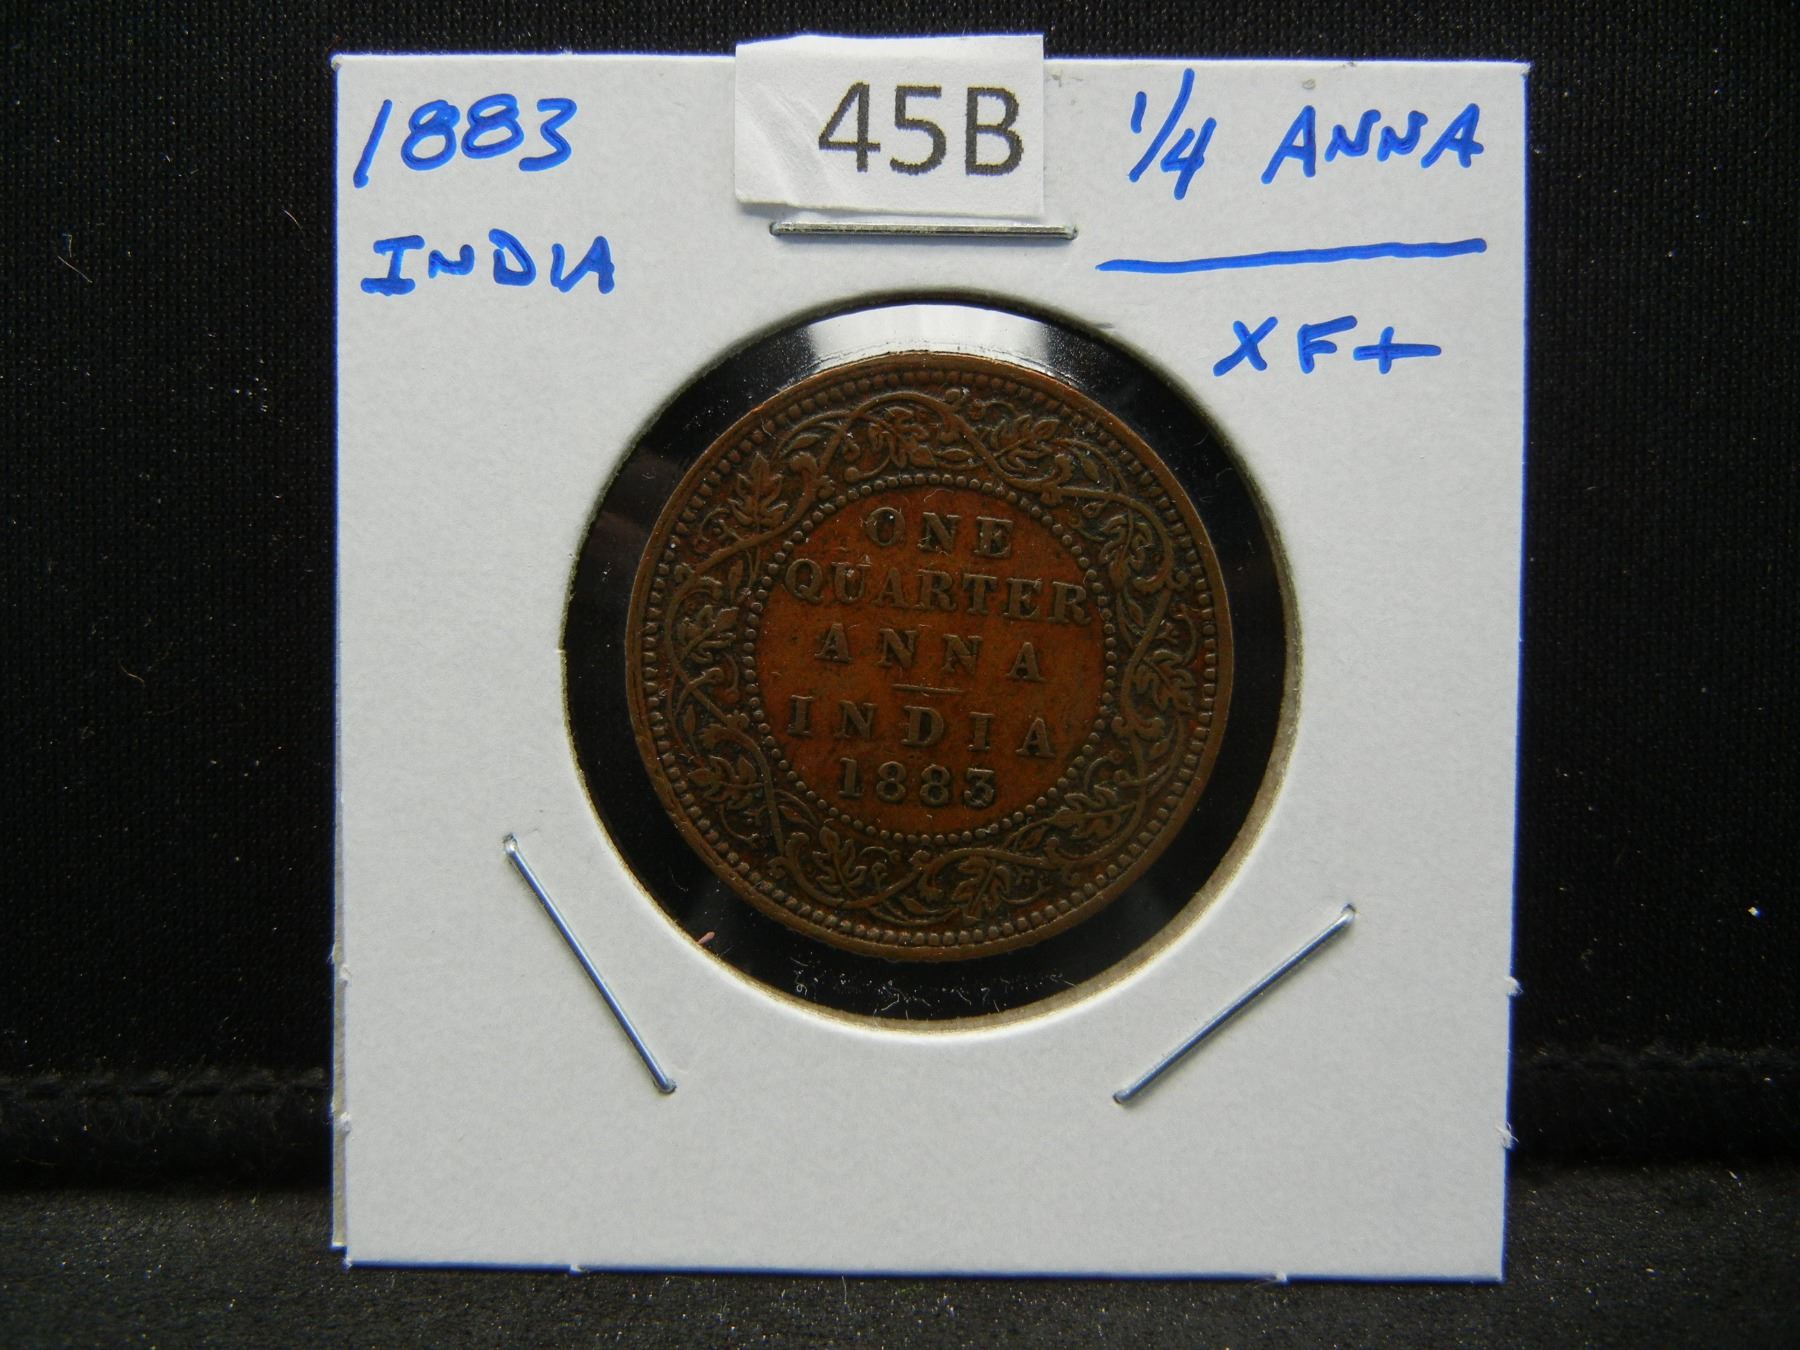 1883
INDIA
45B
1/4 ANNA
XF+
ONE
QUARTER
ANNA
INDIA
1883